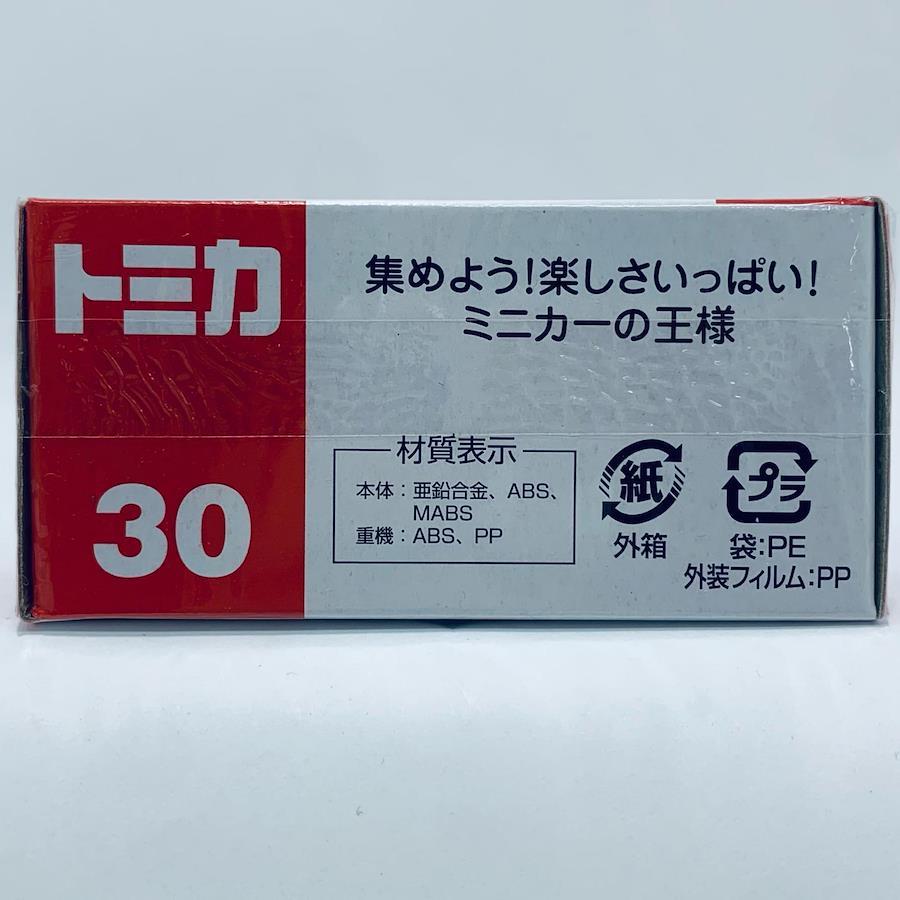 トミカ
集めよう!楽しさいっぱい!
ミニカーの王様
30
材質表示
本体:亜鉛合金、ABS、
MABS
重機:ABS、PP
紙
外箱
プラ
袋:PE
外装フィルム:PP